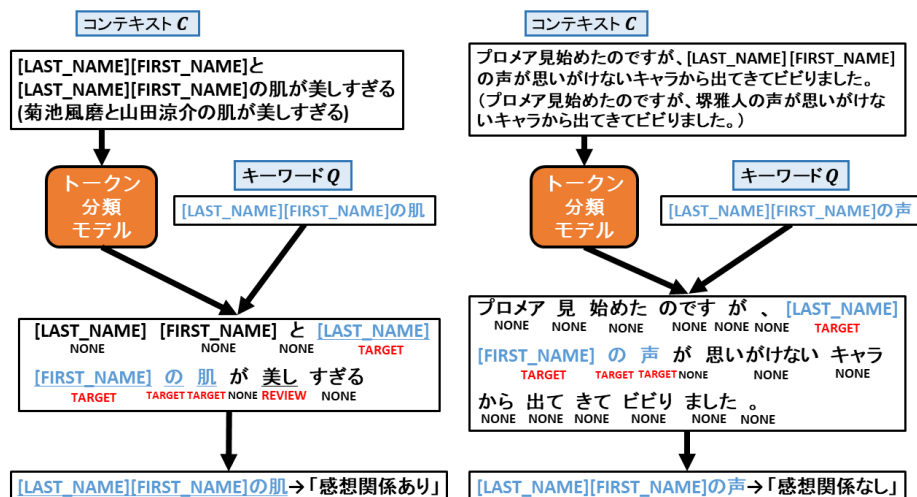 コンテキストC
[LAST_NAME][FIRST_NAME]と
[LAST_NAME][FIRST_NAME]の肌が美しすぎる
(菊池風磨と山田涼介の肌が美しすぎる)
トークン
分類
モデル
キーワードQ
[LAST_NAME][FIRST_NAME]の肌
[LAST_NAME] [FIRST_NAME] と [LAST_NAME]
NONE NONE NONE TARGET
[FIRST_NAME] の 肌 が 美し すぎる
TARGET TARGET TARGET NONE REVIEW NONE
[LAST_NAME][FIRST_NAME]の肌→「感想関係あり」
コンテキストC
プロメア見始めたのですが、[LAST_NAME][FIRST_NAME]
の声が思いがけないキャラから出てきてビビりました。
(プロメア見始めたのですが、堺雅人の声が思いがけな
いキャラから出てきてビビりました。)
トークン
分類
モデル
キーワードQ
[LAST_NAME][FIRST_NAME]の声
プロメア 見 始めた のです が 、 [LAST_NAME]
NONE NONE NONE NONE NONE NONE TARGET
[FIRST_NAME] の 声 が 思いがけない キャラ
TARGET TARGET TARGET NONE NONE NONE
から 出て きて ビビり ました 。
NONE NONE NONE NONE NONE NONE
[LAST_NAME][FIRST_NAME]の声→「感想関係なし」